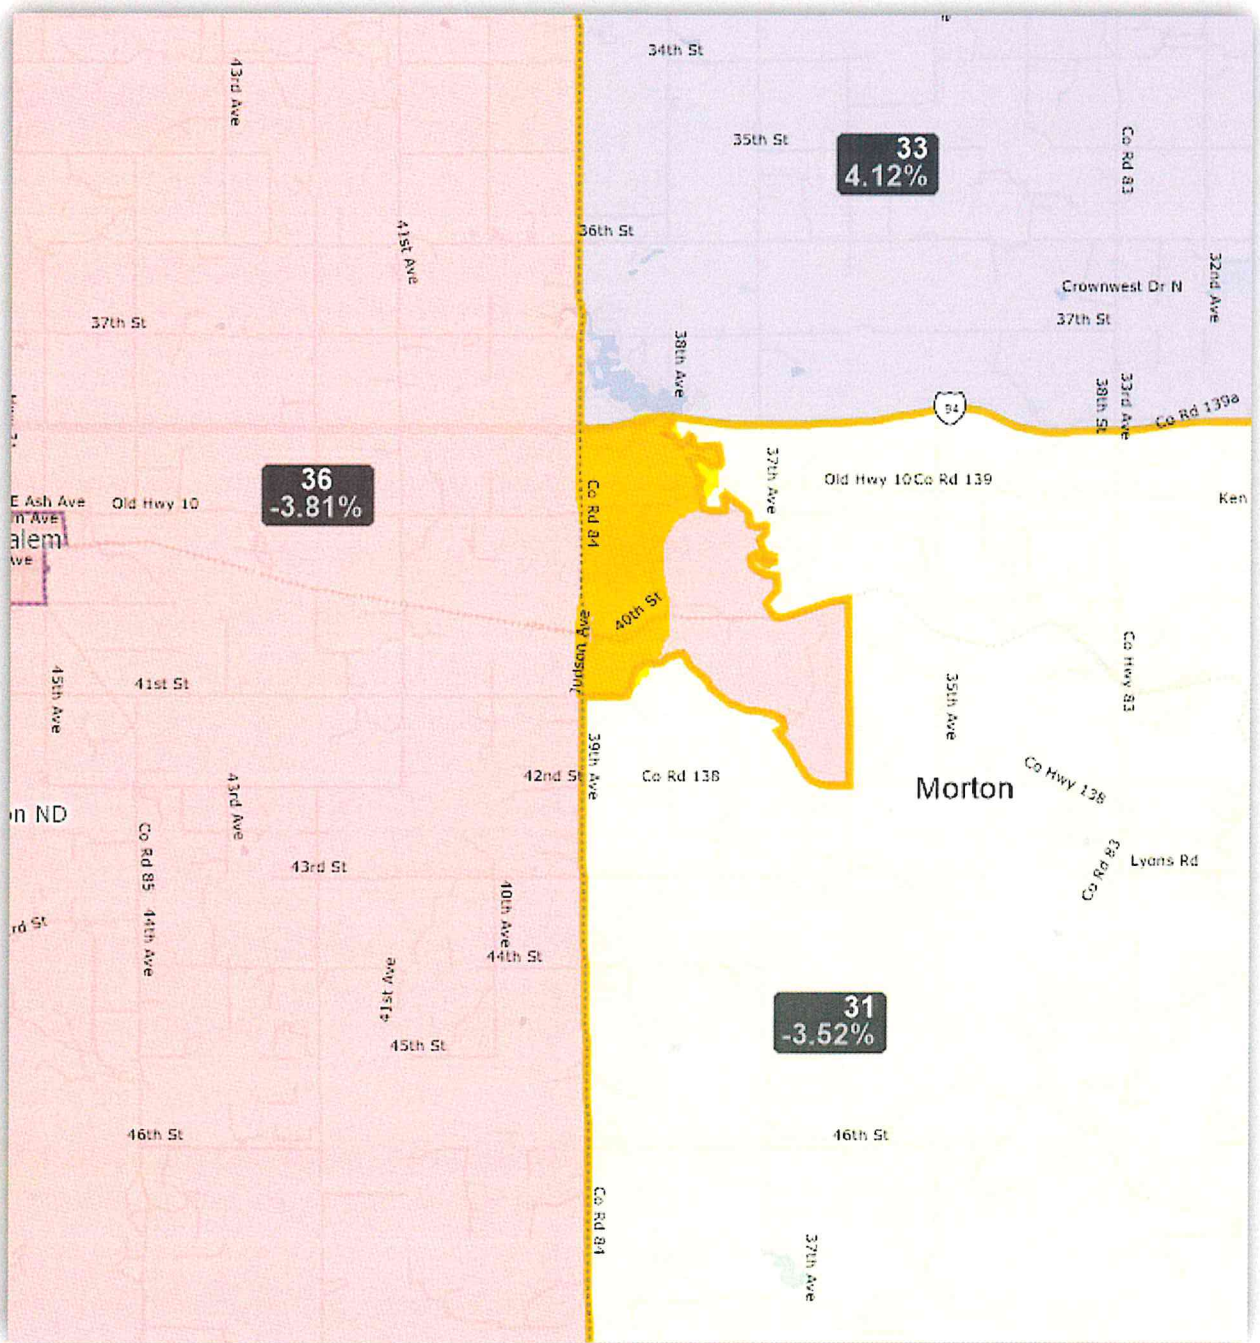 34th St
43rd Ave
35th St
33
4.12%
Co Rd 83
41st Ave
36th St
32nd Ave
Crownwest Dr N
37th St
37th St
38th Ave
33rd Ave
38th St
Co Rd 139a
94
37th Ave
36
-3.81%
Old Hwy 10
Co Rd 139
Ken
E Ash Ave
Old Hwy 10
n Ave
alem
ve
Co Rd 84
40th St
Judson Ave
45th Ave
41st St
35th Ave
Co Hwy 83
39th Ave
42nd St
Co Rd 138
Morton
Co Hwy 138
43rd Ave
on ND
Co Rd 85
43rd St
Co Rd 83
Lyons Rd
40th Ave
rd St
44th Ave
44th St
41st Ave
31
-3.52%
45th St
46th St
46th St
Co Rd 84
37th Ave